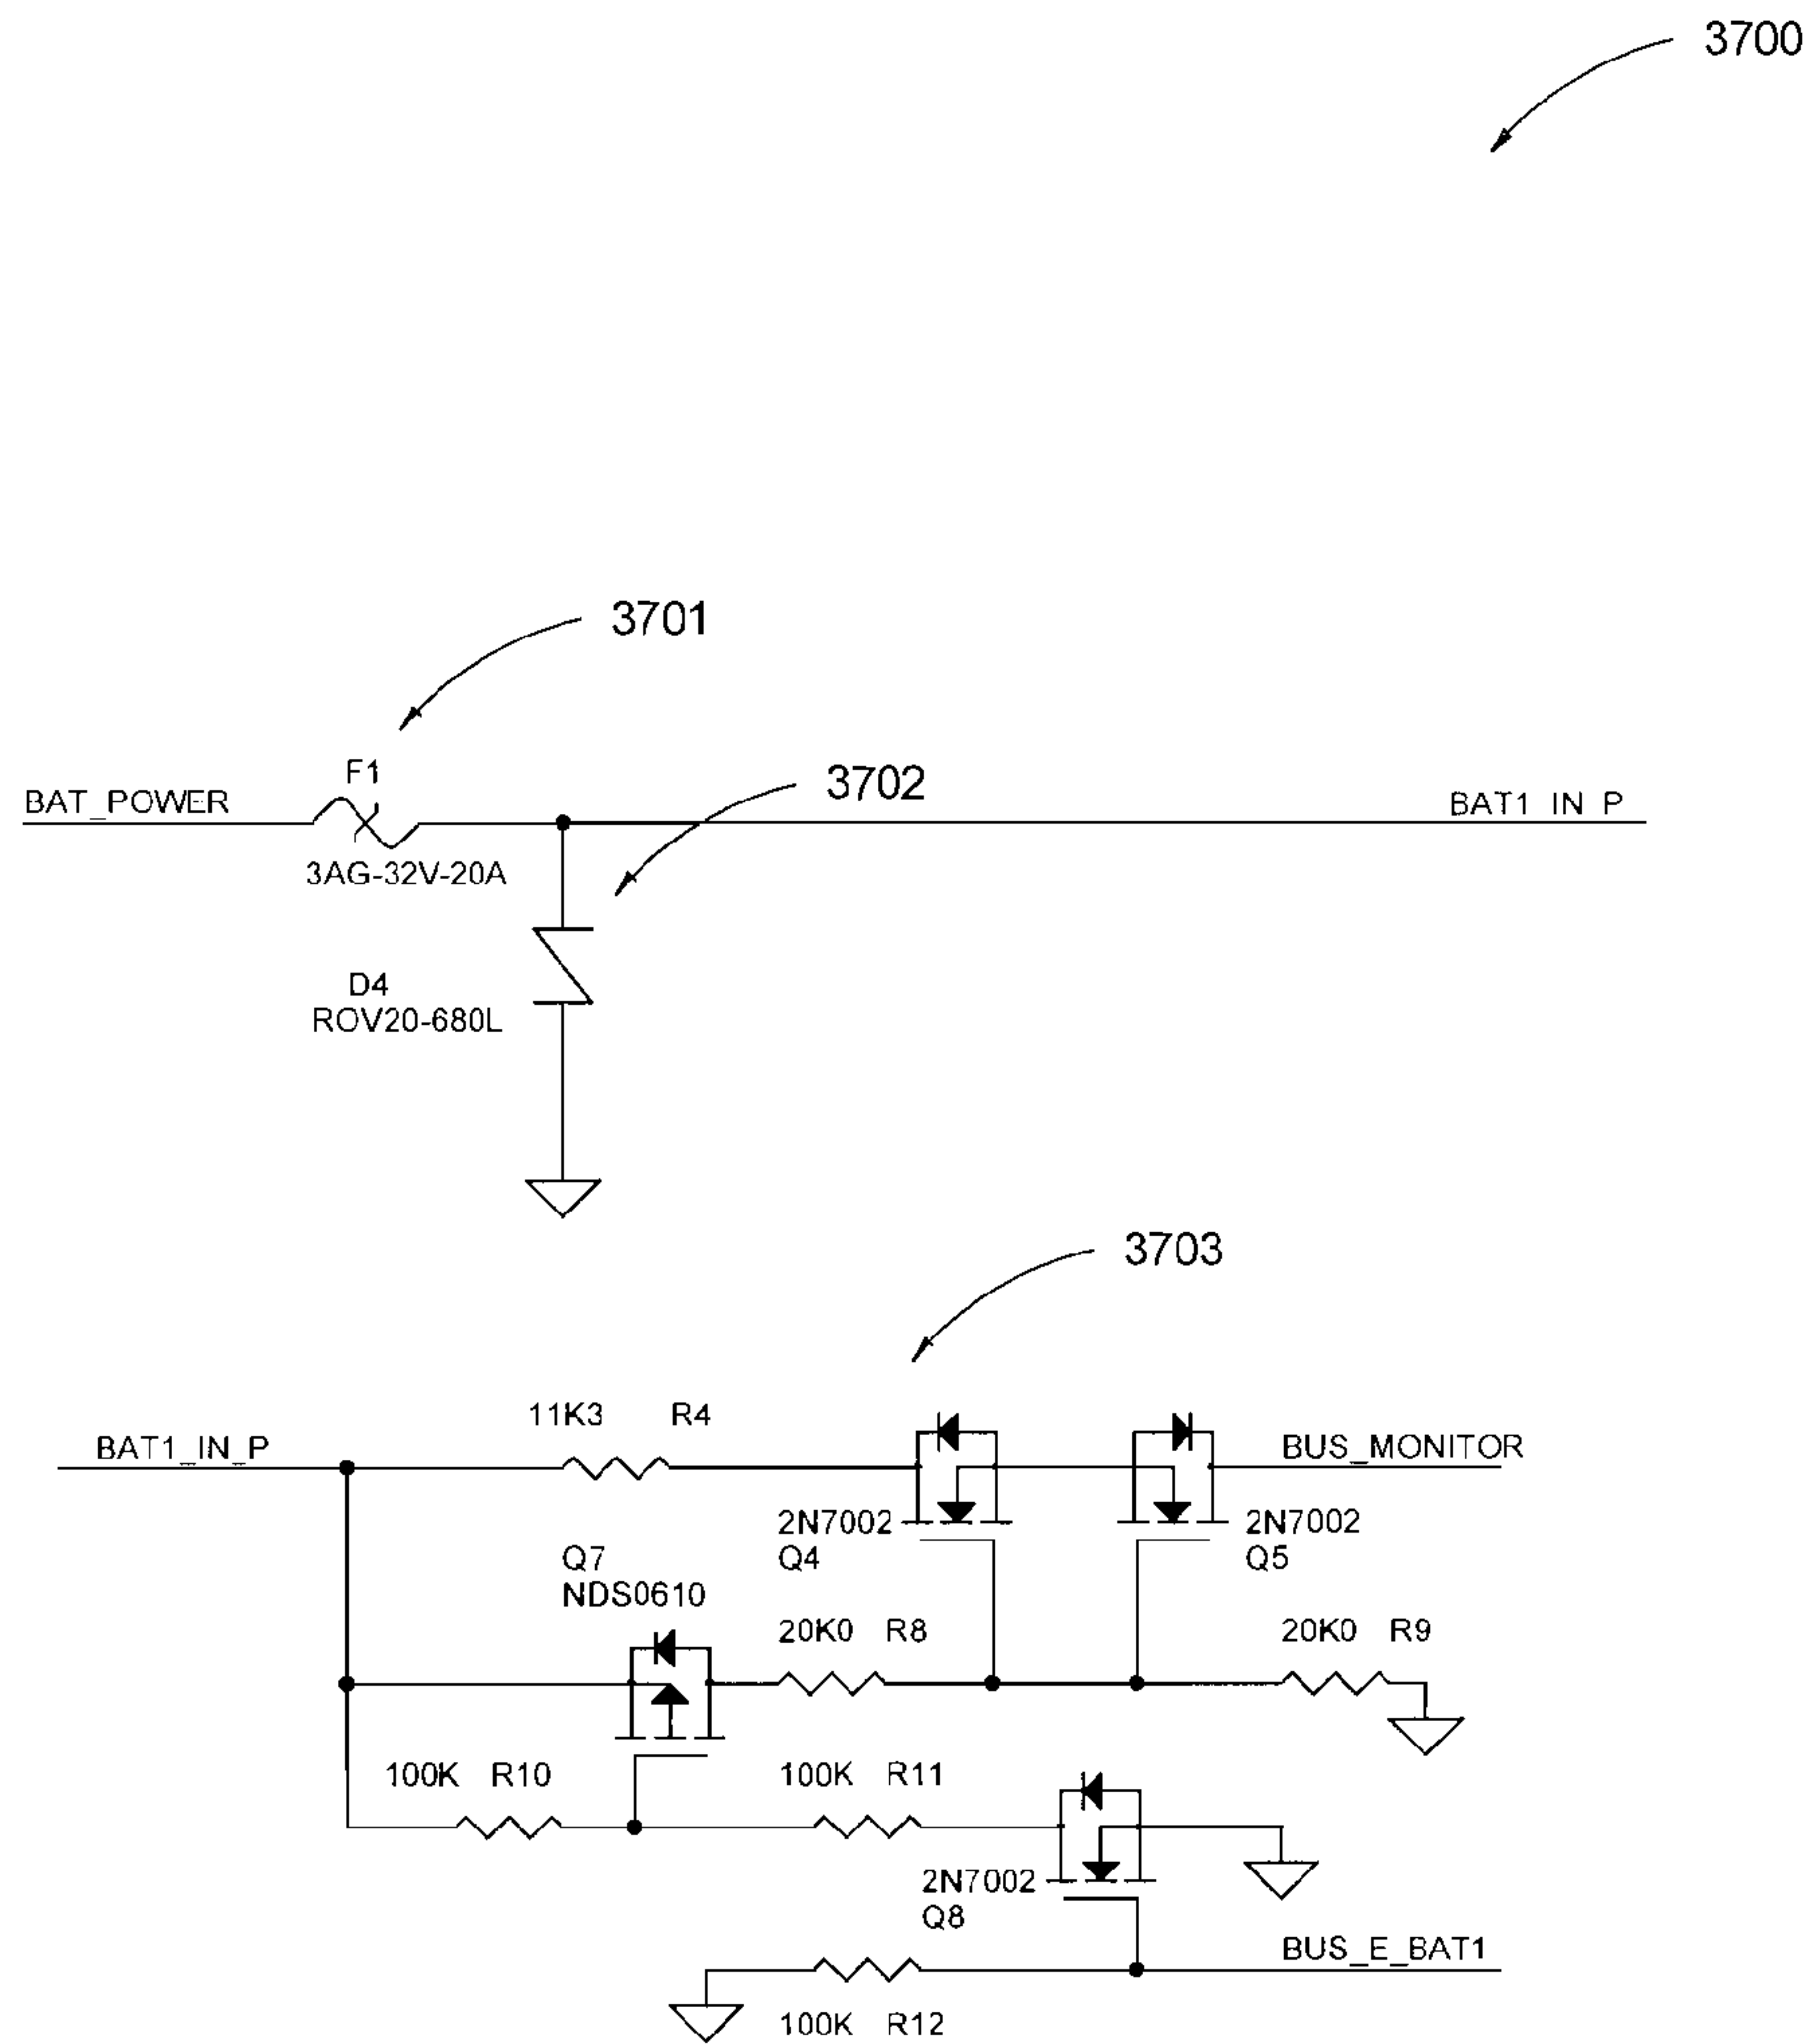 3700
3701
F1
BAT_POWER
3AG-32V-20A
3702
BAT1_IN_P
D4
ROV20-680L
3703
11K3 R4
BAT1_IN_P
BUS_MONITOR
2N7002
Q4
2N7002
Q5
Q7
NDS0610
20K0 R8
20K0 R9
100K R10
100K R11
2N7002
Q8
BUS_E_BAT1
100K R12